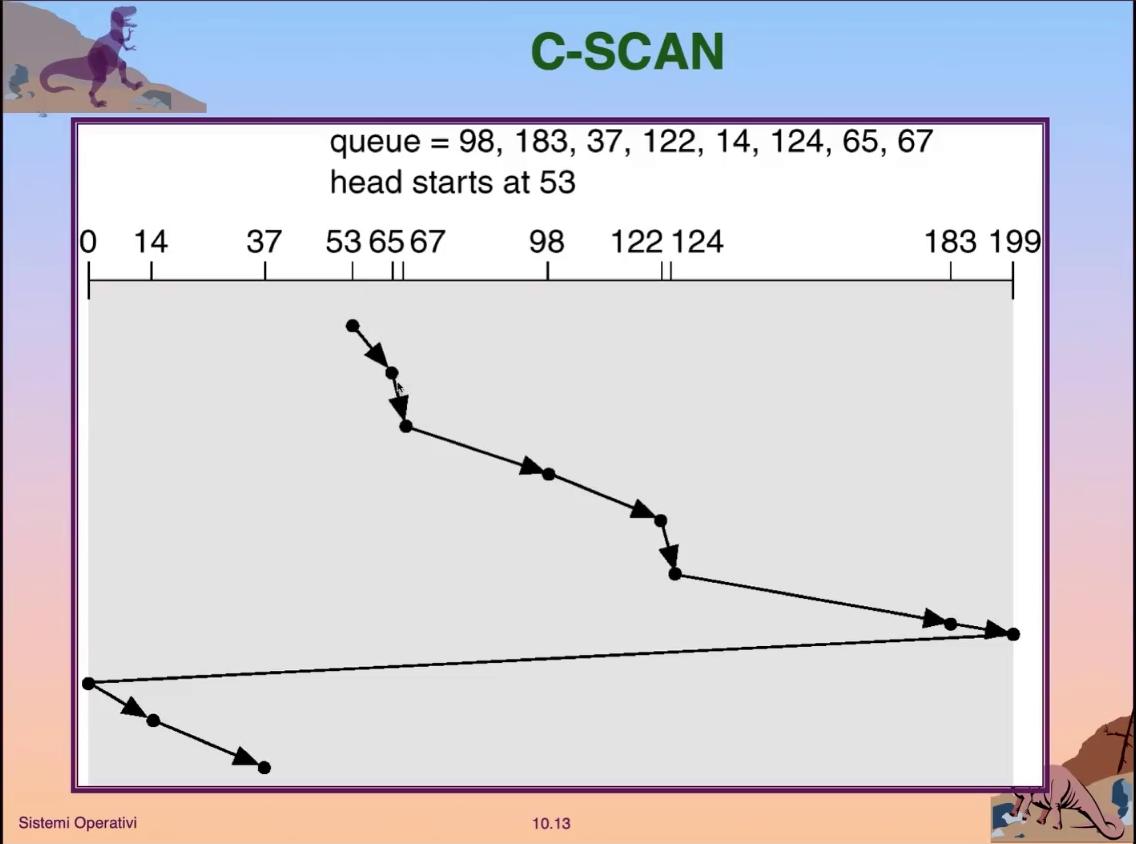 C-SCAN
queue = 98, 183, 37, 122, 14, 124, 65, 67
head starts at 53
0 14 37 53 65 67 98 122 124 183 199
Sistemi Operativi
10.13